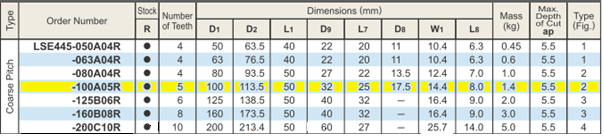 Type Order Number Stock R Number of Teeth Dimensions (mm) Mass (kg) Max. Depth of Cut ap Type (Fig.)
D1 D2 L1 D9 L7 D8 W1 L8
Coarse Pitch
LSE445-050A04R ● 4 50 63.5 40 22 20 11 10.4 6.3 0.45 5.5 1
-063A04R ● 4 63 76.5 40 22 20 11 10.4 6.3 0.6 5.5 1
-080A04R ● 4 80 93.5 50 27 22 13.5 12.4 7.0 1.0 5.5 2
-100A05R ● 5 100 113.5 50 32 25 17.5 14.4 8.0 1.4 5.5 2
-125B06R ● 6 125 138.5 50 40 32 – 16.4 9.0 2.0 5.5 3
-160B08R ● 8 160 173.5 50 40 32 – 16.4 9.0 3.0 5.5 3
-200C10R ● 10 200 213.4 50 60 27 – 25.7 14.0 5.5 5.5 4